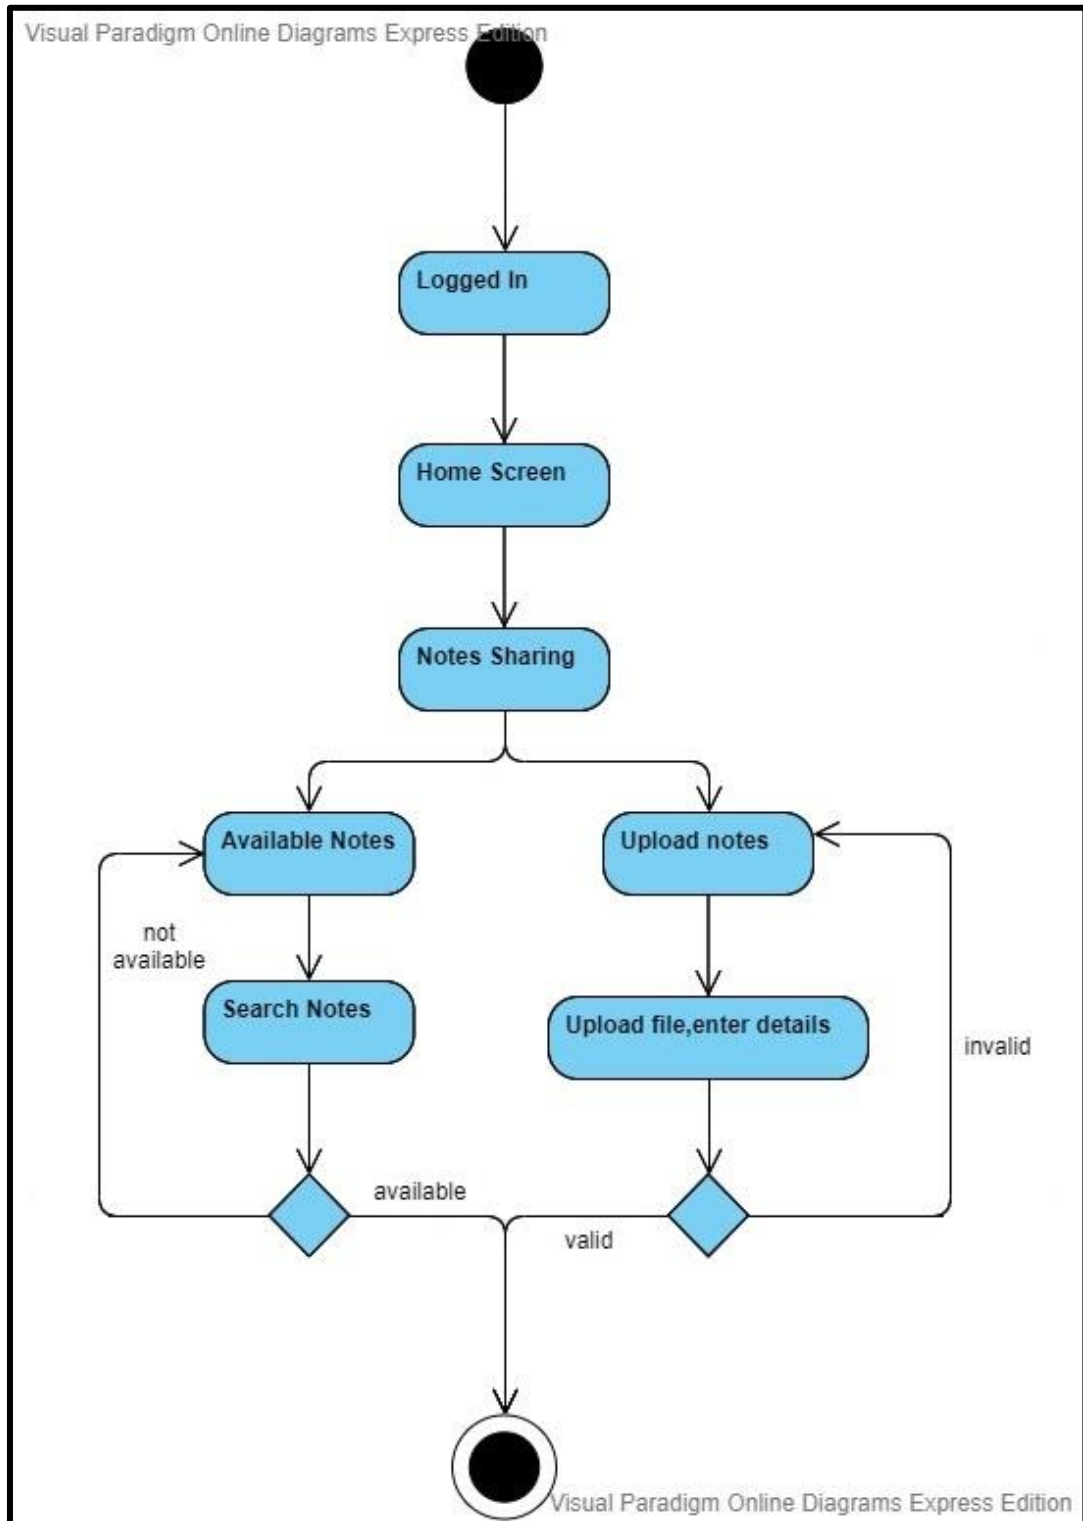 Visual Paradigm Online Diagrams Express Edition
Logged In
Home Screen
Notes Sharing
Available Notes
Upload notes
not
available
Search Notes
Upload file,enter details
invalid
available
valid
Visual Paradigm Online Diagrams Express Edition